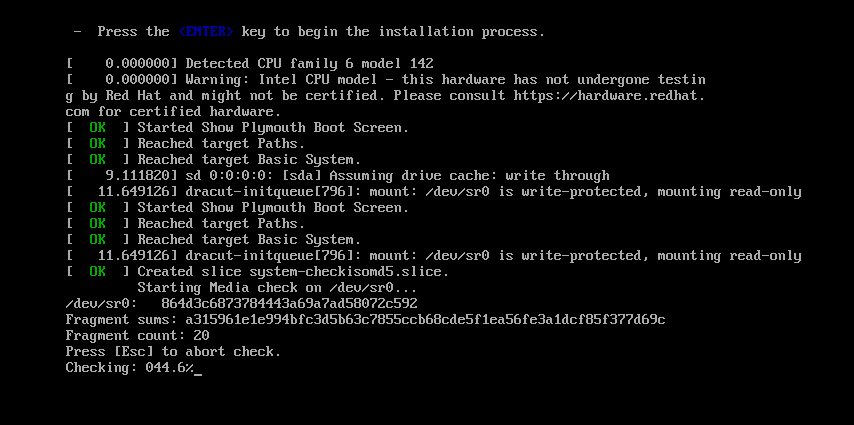 -  Press the <ENTER> key to begin the installation process.
[    0.000000] Detected CPU family 6 model 142
[    0.000000] Warning: Intel CPU model - this hardware has not undergone testin
g by Red Hat and might not be certified. Please consult https://hardware.redhat.
com for certified hardware.
[  OK  ] Started Show Plymouth Boot Screen.
[  OK  ] Reached target Paths.
[  OK  ] Reached target Basic System.
[    9.111820] sd 0:0:0:0: [sda] Assuming drive cache: write through
[   11.649126] dracut-initqueue[796]: mount: /dev/sr0 is write-protected, mounting read-only
[  OK  ] Started Show Plymouth Boot Screen.
[  OK  ] Reached target Paths.
[  OK  ] Reached target Basic System.
[   11.649126] dracut-initqueue[796]: mount: /dev/sr0 is write-protected, mounting read-only
[  OK  ] Created slice system-checkisomd5.slice.
         Starting Media check on /dev/sr0...
/dev/sr0:   864d3c6873784443a69a7ad58072c592
Fragment sums: a315961e1e994bfc3d5b63c7855ccb68cde5f1ea56fe3a1dcf85f377d69c
Fragment count: 20
Press [Esc] to abort check.
Checking: 044.6%_